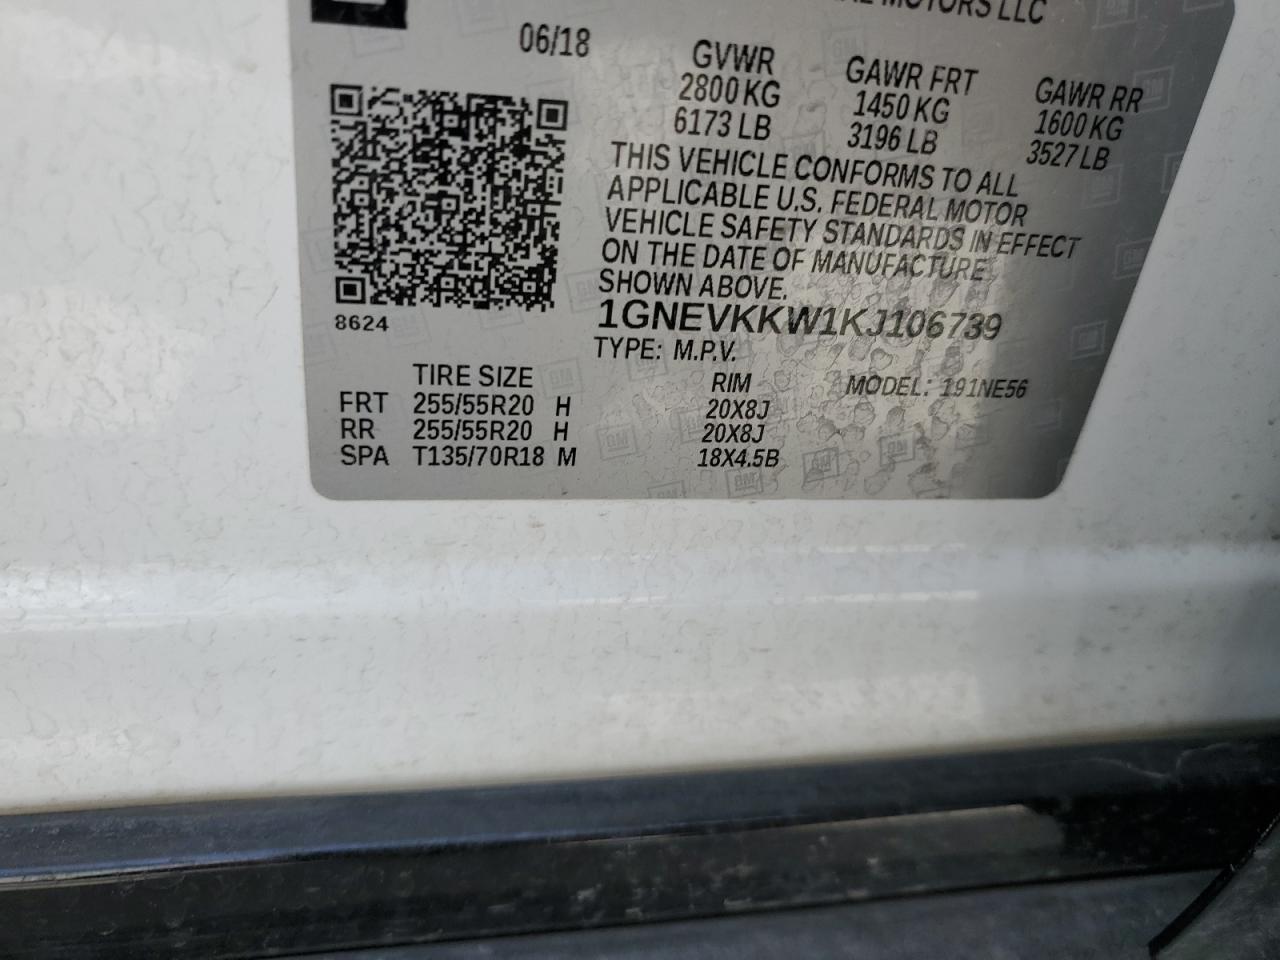 MOTORS LLC
06/18
GVWR GAWR FRT GAWR RR
2800 KG 1450 KG 1600 KG
6173 LB 3196 LB 3527 LB
THIS VEHICLE CONFORMS TO ALL
APPLICABLE U.S. FEDERAL MOTOR
VEHICLE SAFETY STANDARDS IN EFFECT
ON THE DATE OF MANUFACTURE
SHOWN ABOVE.
8624
1GNEVKKW1KJ106739
TYPE: M.P.V.
TIRE SIZE RIM MODEL: 191NE56
FRT 255/55R20 H 20X8J
RR 255/55R20 H 20X8J
SPA T135/70R18 M 18X4.5B